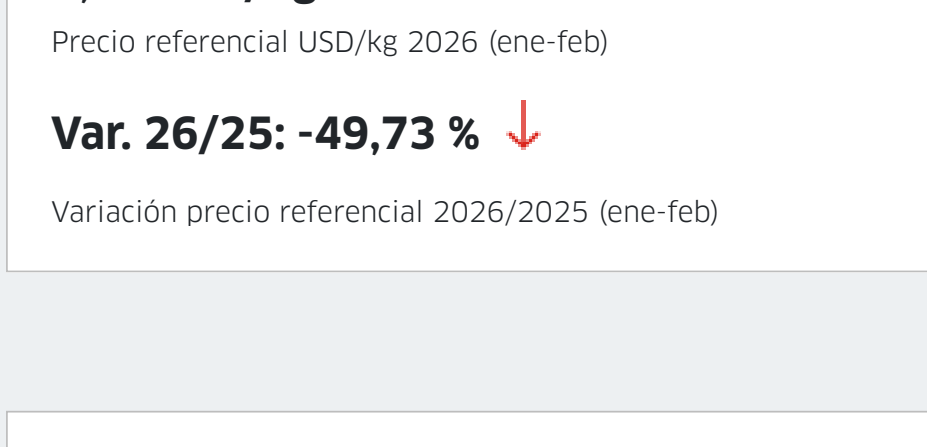 Precio referencial USD/kg 2026 (ene-feb)
Var. 26/25: -49,73 %
Variación precio referencial 2026/2025 (ene-feb)